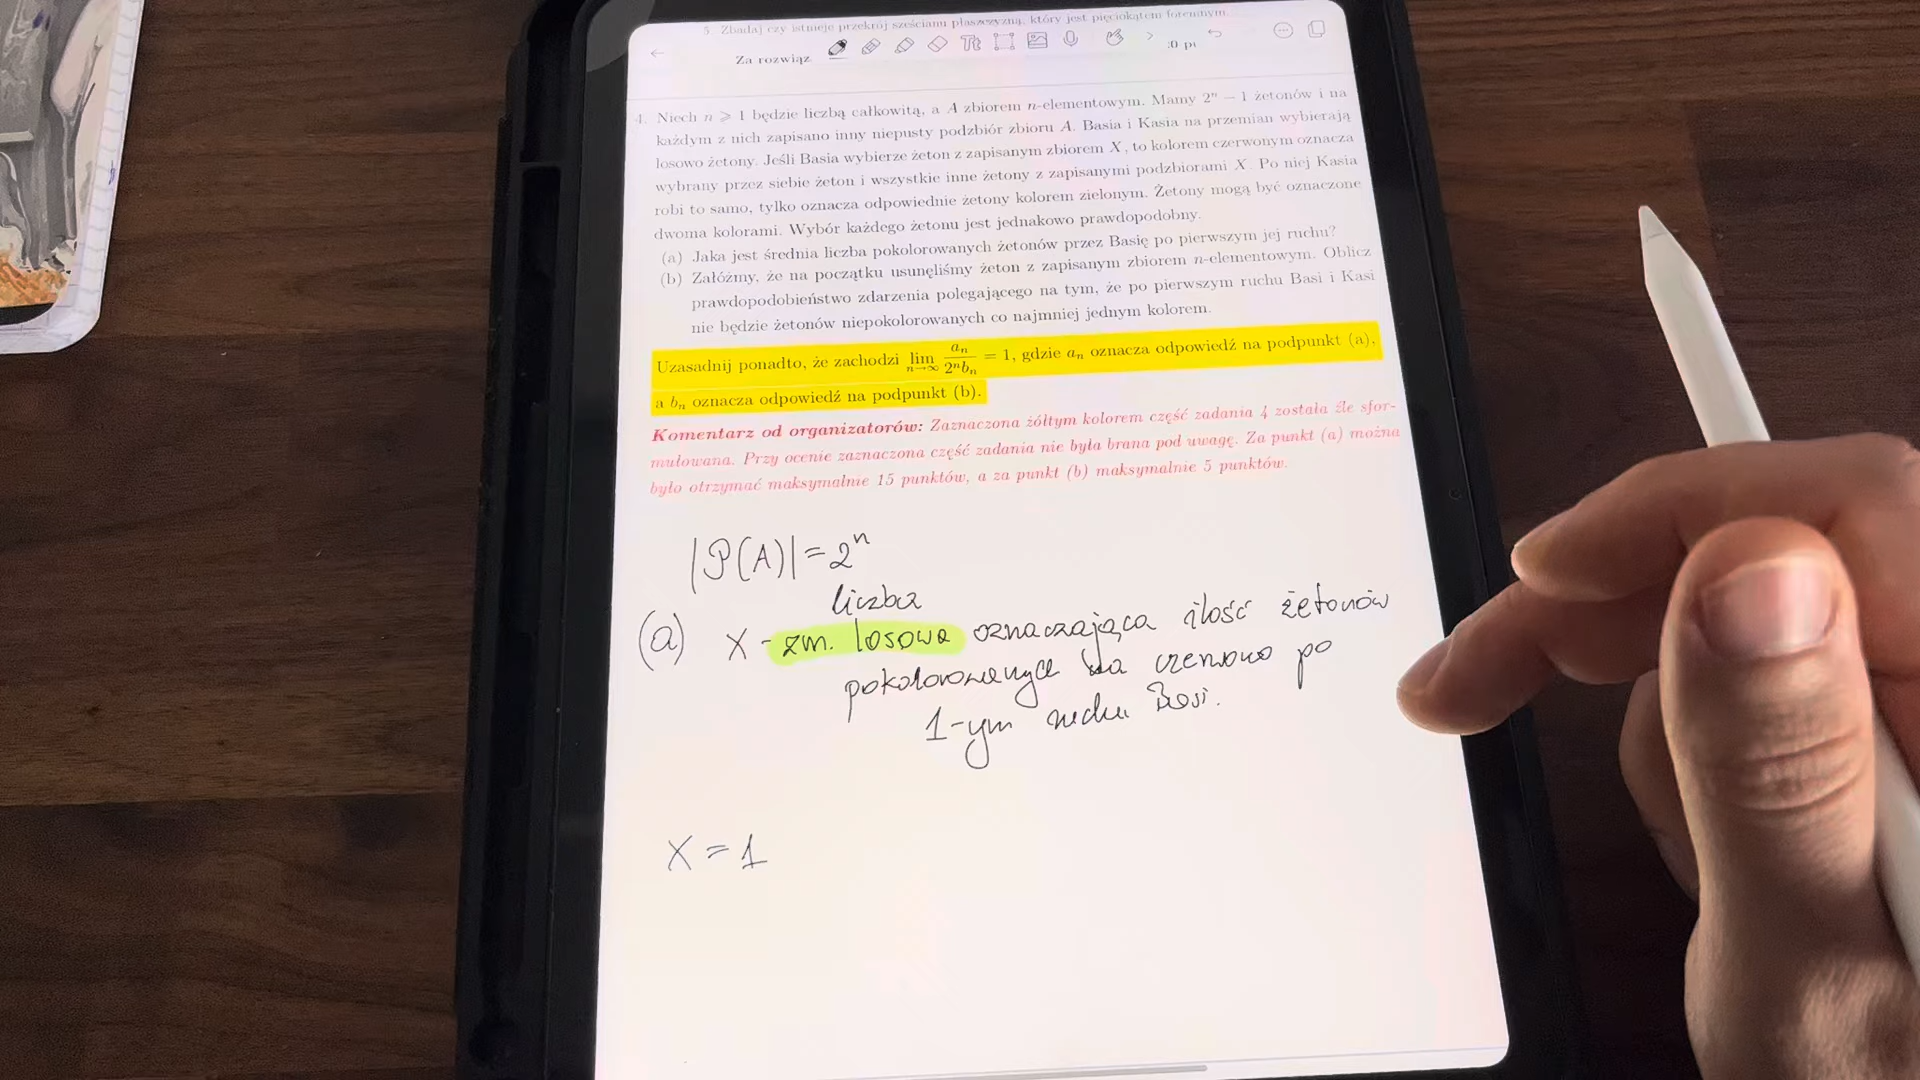 5. Zbadaj czy istnieje przekrój sześcianu płaszczyzną, który jest pięciokątem foremnym.
Za rozwiąz
4. Niech n ⩾ 1 będzie liczbą całkowitą, a A zbiorem n-elementowym. Mamy 2ⁿ − 1 żetonów i na
każdym z nich zapisano inny niepusty podzbiór zbioru A. Basia i Kasia na przemian wybierają
losowo żetony. Jeśli Basia wybierze żeton z zapisanym zbiorem X, to kolorem czerwonym oznacza
wybrany przez siebie żeton i wszystkie inne żetony z zapisanymi podzbiorami X. Po niej Kasia
robi to samo, tylko oznacza odpowiednie żetony kolorem zielonym. Żetony mogą być oznaczone
dwoma kolorami. Wybór każdego żetonu jest jednakowo prawdopodobny.
(a) Jaka jest średnia liczba pokolorowanych żetonów przez Basię po pierwszym jej ruchu?
(b) Załóżmy, że na początku usunęliśmy żeton z zapisanym zbiorem n-elementowym. Oblicz
prawdopodobieństwo zdarzenia polegającego na tym, że po pierwszym ruchu Basi i Kasi
nie będzie żetonów niepokolorowanych co najmniej jednym kolorem.
Uzasadnij ponadto, że zachodzi lim n→∞ aₙ/2ⁿbₙ = 1, gdzie aₙ oznacza odpowiedź na podpunkt (a),
a bₙ oznacza odpowiedź na podpunkt (b).
Komentarz od organizatorów: Zaznaczona żółtym kolorem część zadania 4 została źle sfor-
mułowana. Przy ocenie zaznaczona część zadania nie była brana pod uwagę. Za punkt (a) można
było otrzymać maksymalnie 15 punktów, a za punkt (b) maksymalnie 5 punktów.
|P(A)| = 2ⁿ
liczba
(a) X - zm. losowa oznaczająca ilość żetonów
pokolorowanych na czerwono po
1-ym ruchu Basi.
X = 1